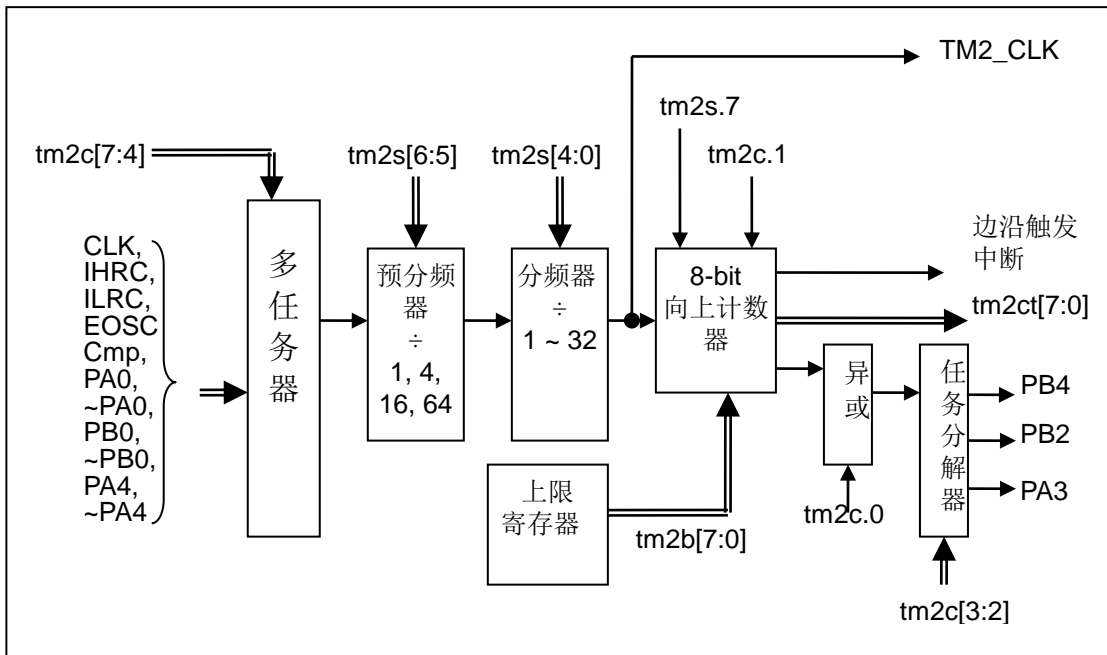 TM2_CLK
tm2s.7
tm2c[7:4]
tm2s[6:5]
tm2s[4:0]
tm2c.1
CLK,
IHRC,
ILRC,
EOSC
Cmp,
PA0,
~PA0,
PB0,
~PB0,
PA4,
~PA4
多
任
务
器
预分频
器
÷
1, 4,
16, 64
分频器
÷
1 ~ 32
8-bit
向上计数
器
边沿触发
中断
tm2ct[7:0]
异
或
任
务
分
解
器
PB4
PB2
PA3
上限
寄存器
tm2b[7:0]
tm2c.0
tm2c[3:2]